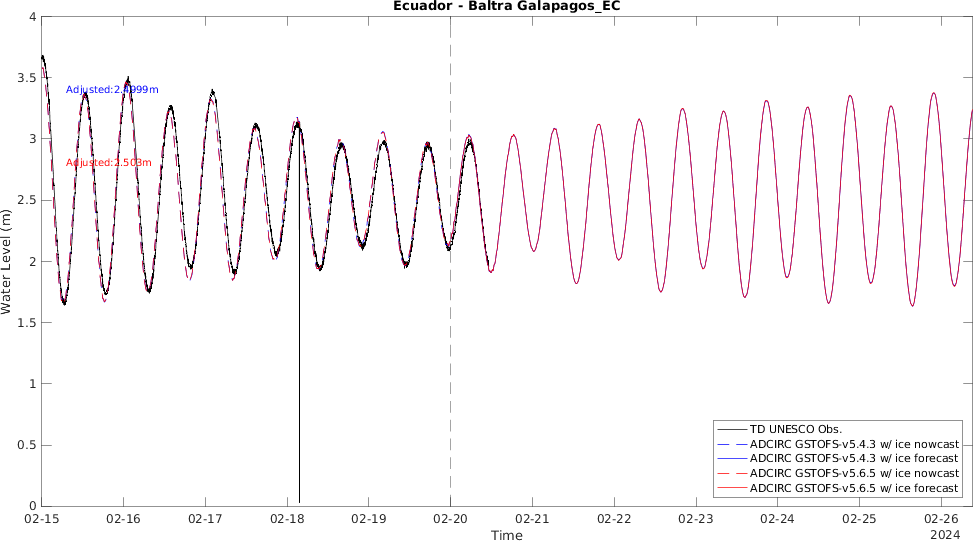 Ecuador - Baltra Galapagos_EC
Water Level (m)
4
3.5
3
2.5
2
1.5
1
0.5
0
Adjusted:2.4999m
Adjusted:2.503m
TD UNESCO Obs.
ADCIRC GSTOFS-v5.4.3 w/ ice nowcast
ADCIRC GSTOFS-v5.4.3 w/ ice forecast
ADCIRC GSTOFS-v5.6.5 w/ ice nowcast
ADCIRC GSTOFS-v5.6.5 w/ ice forecast
02-15 02-16 02-17 02-18 02-19 02-20 02-21 02-22 02-23 02-24 02-25 02-26
Time
2024